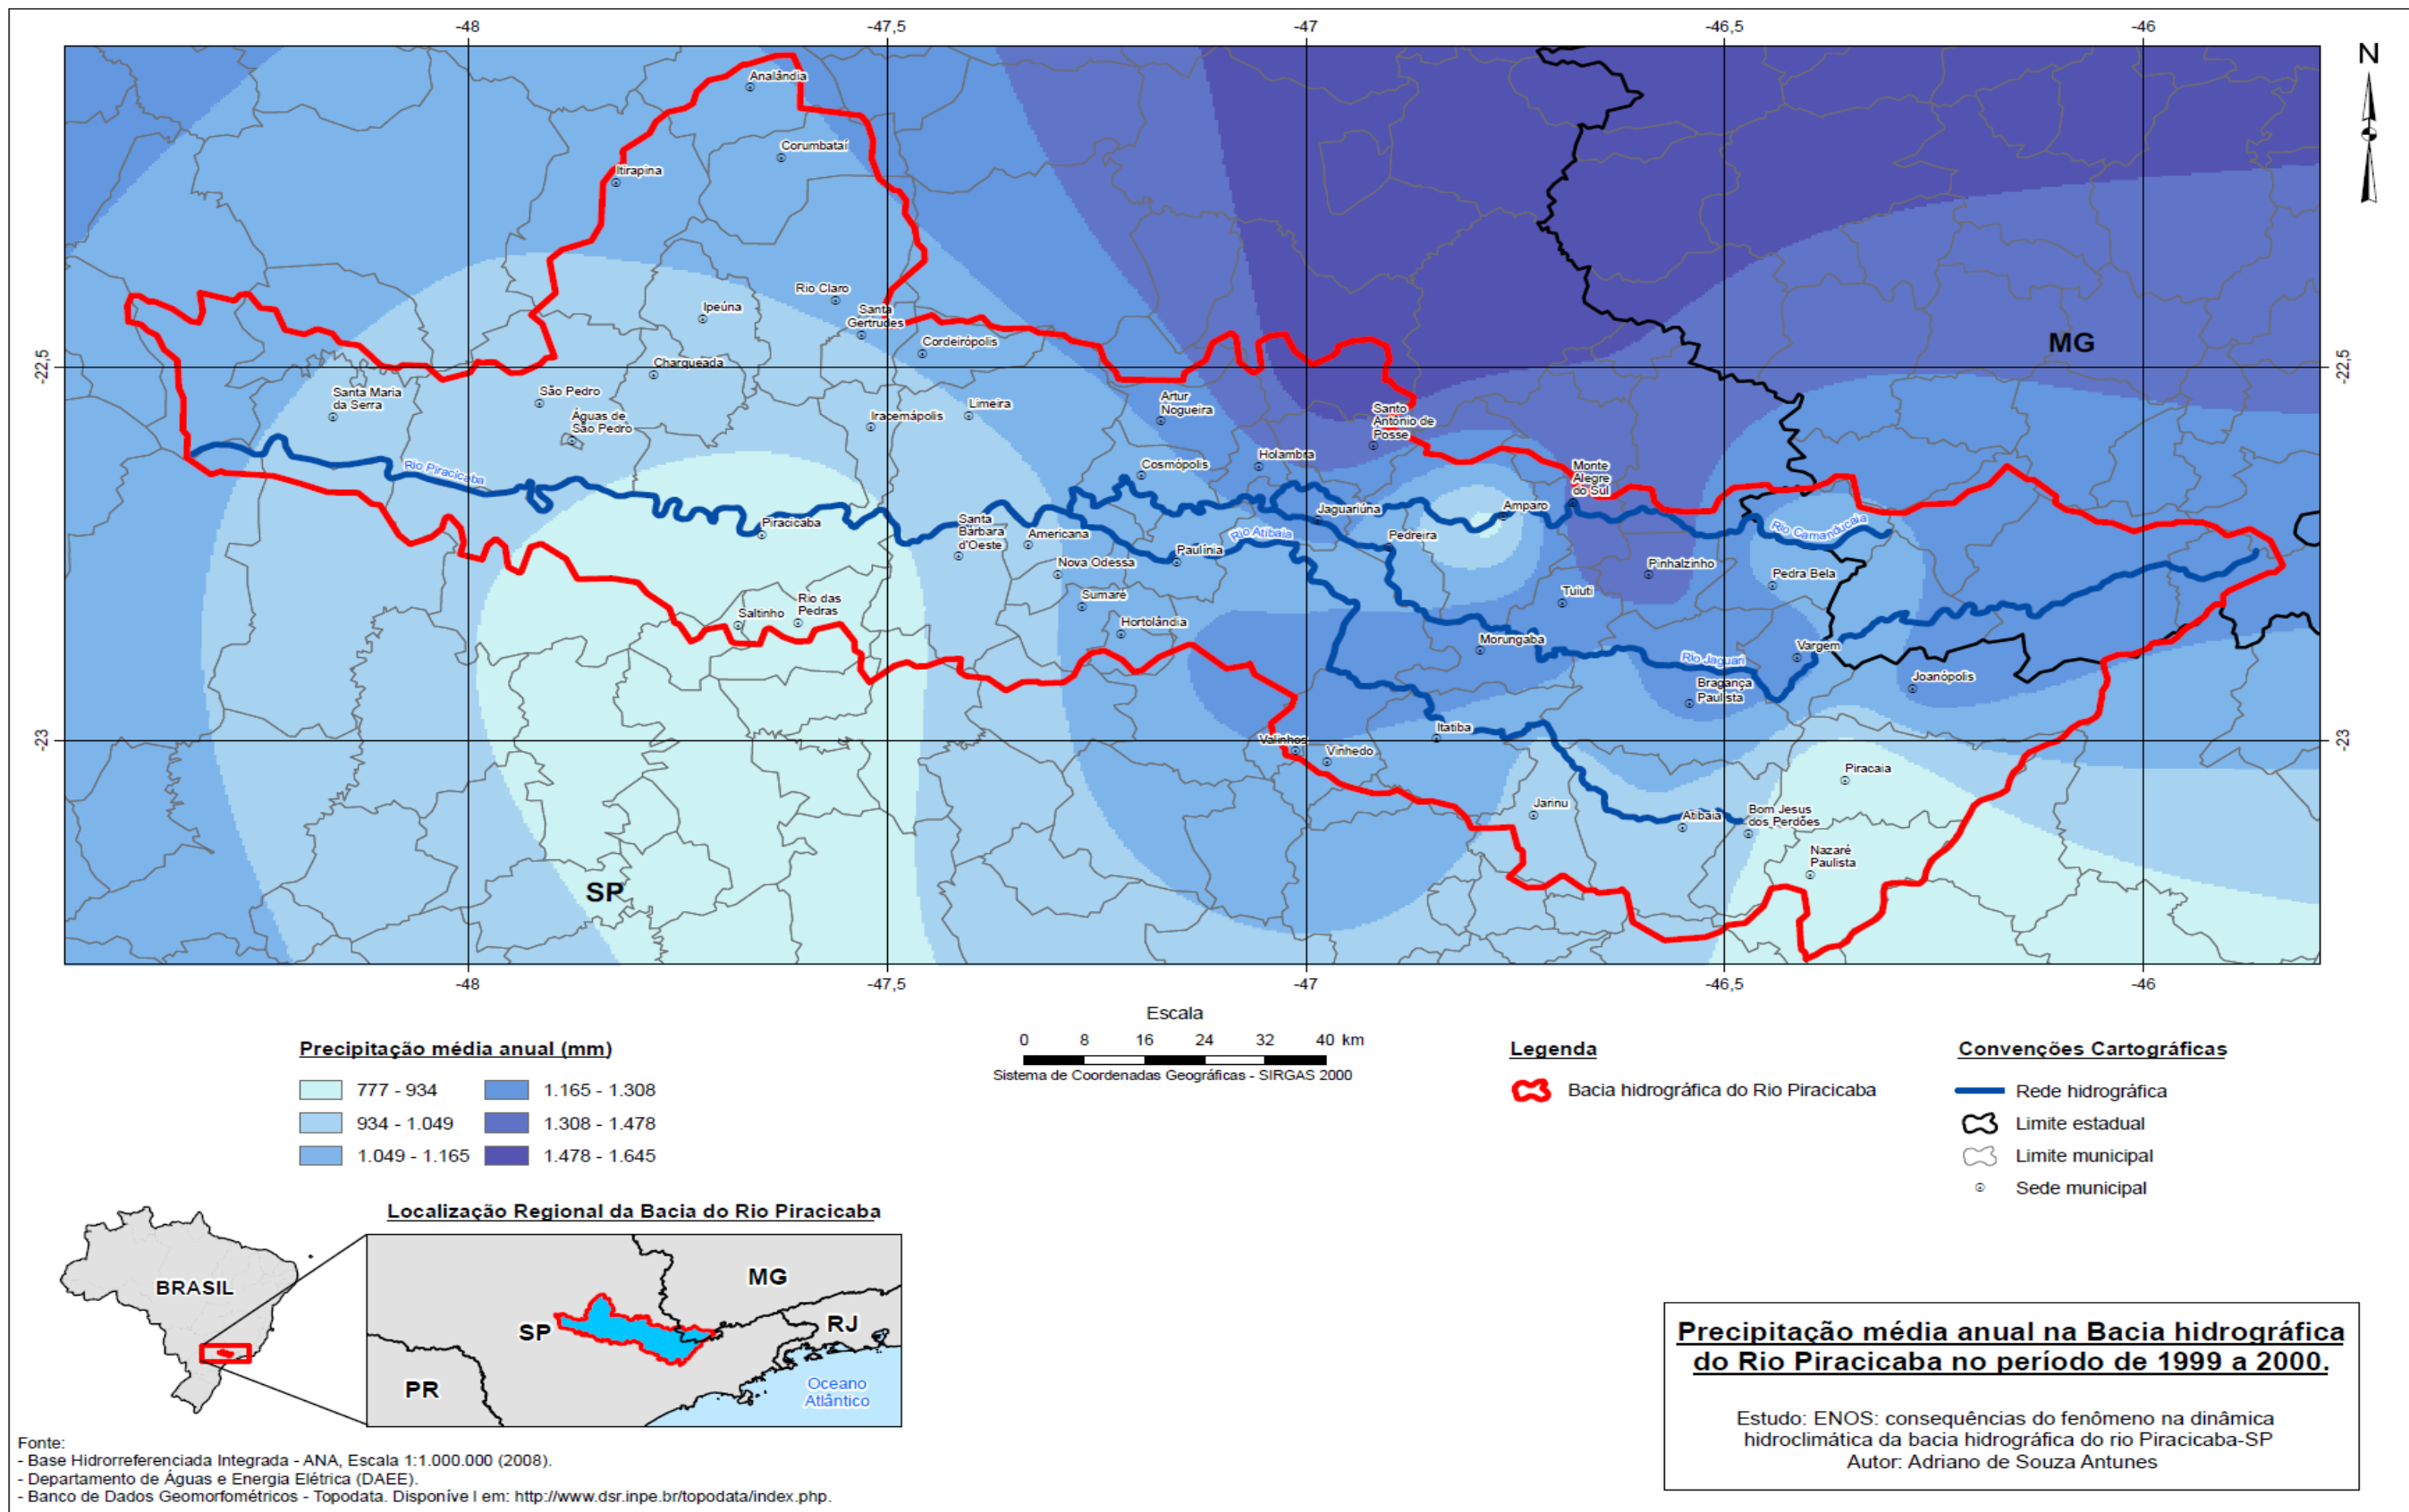 -48
-47,5
-47
-46,5
-46
N
Analândia
Corumbataí
Itirapina
Rio Claro
Ipeúna
Santa
Gertrudes
MG
Cordeirópolis
-22,5
-22,5
Charqueada
Santa Maria
da Serra
São Pedro
Águas de
São Pedro
Iracemápolis
Limeira
Artur
Nogueira
Santo
Antônio de
Posse
Rio Piracicaba
Cosmópolis
Holambra
Monte
Alegre
do Sul
Piracicaba
Santa
Bárbara
d'Oeste
Americana
Jaguariúna
Amparo
Rio Camanducaia
Rio Atibaia
Pedreira
Paulínia
Nova Odessa
Pinhalzinho
Pedra Bela
Sumaré
Tuiuti
Saltinho
Rio das
Pedras
Hortolândia
Morungaba
Vargem
Rio Jaguari
Joanópolis
Bragança
Paulista
Itatiba
-23
-23
Valinhos
Vinhedo
Piracaia
Jarinu
Atibaia
Bom Jesus
dos Perdões
Nazaré
Paulista
SP
-48
-47,5
-47
-46,5
-46
Precipitação média anual (mm)
777 - 934
934 - 1.049
1.049 - 1.165
1.165 - 1.308
1.308 - 1.478
1.478 - 1.645
Escala
0 8 16 24 32 40 km
Sistema de Coordenadas Geográficas - SIRGAS 2000
Legenda
Bacia hidrográfica do Rio Piracicaba
Convenções Cartográficas
Rede hidrográfica
Limite estadual
Limite municipal
Sede municipal
Localização Regional da Bacia do Rio Piracicaba
BRASIL
MG
SP
RJ
PR
Oceano
Atlântico
Precipitação média anual na Bacia hidrográfica
do Rio Piracicaba no período de 1999 a 2000.
Estudo: ENOS: consequências do fenômeno na dinâmica
hidroclimática da bacia hidrográfica do rio Piracicaba-SP
Autor: Adriano de Souza Antunes
Fonte:
- Base Hidrorreferenciada Integrada - ANA, Escala 1:1.000.000 (2008).
- Departamento de Águas e Energia Elétrica (DAEE).
- Banco de Dados Geomorfométricos - Topodata. Disponíve l em: http://www.dsr.inpe.br/topodata/index.php.